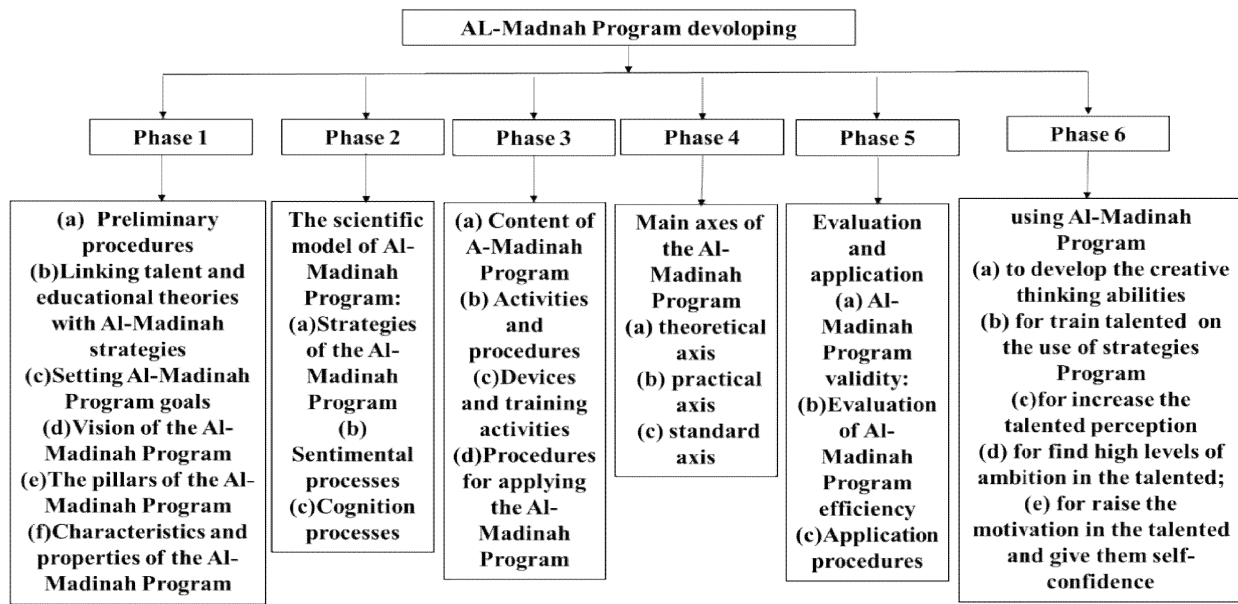 AL-Madnah Program devoloping
Phase 1
Phase 2
Phase 3
Phase 4
Phase 5
Phase 6
(a) Preliminary
procedures
(b)Linking talent and
educational theories
with Al-Madinah
strategies
(c)Setting Al-Madinah
Program goals
(d)Vision of the Al-
Madinah Program
(e)The pillars of the Al-
Madinah Program
(f)Characteristics and
properties of the Al-
Madinah Program
The scientific
model of Al-
Madinah
Program:
(a)Strategies
of the Al-
Madinah
Program
(b)
Sentimental
processes
(c)Cognition
processes
(a) Content of
A-Madinah
Program
(b) Activities
and
procedures
(c)Devices
and training
activities
(d)Procedures
for applying
the Al-
Madinah
Program
Main axes of
the Al-
Madinah
Program
(a) theoretical
axis
(b) practical
axis
(c) standard
axis
Evaluation
and
application
(a) Al-
Madinah
Program
validity:
(b)Evaluation
of Al-
Madinah
Program
efficiency
(c)Application
procedures
using Al-Madinah
Program
(a) to develop the creative
thinking abilities
(b) for train talented on
the use of strategies
Program
(c)for increase the
talented perception
(d) for find high levels of
ambition in the talented;
(e) for raise the
motivation in the talented
and give them self-
confidence